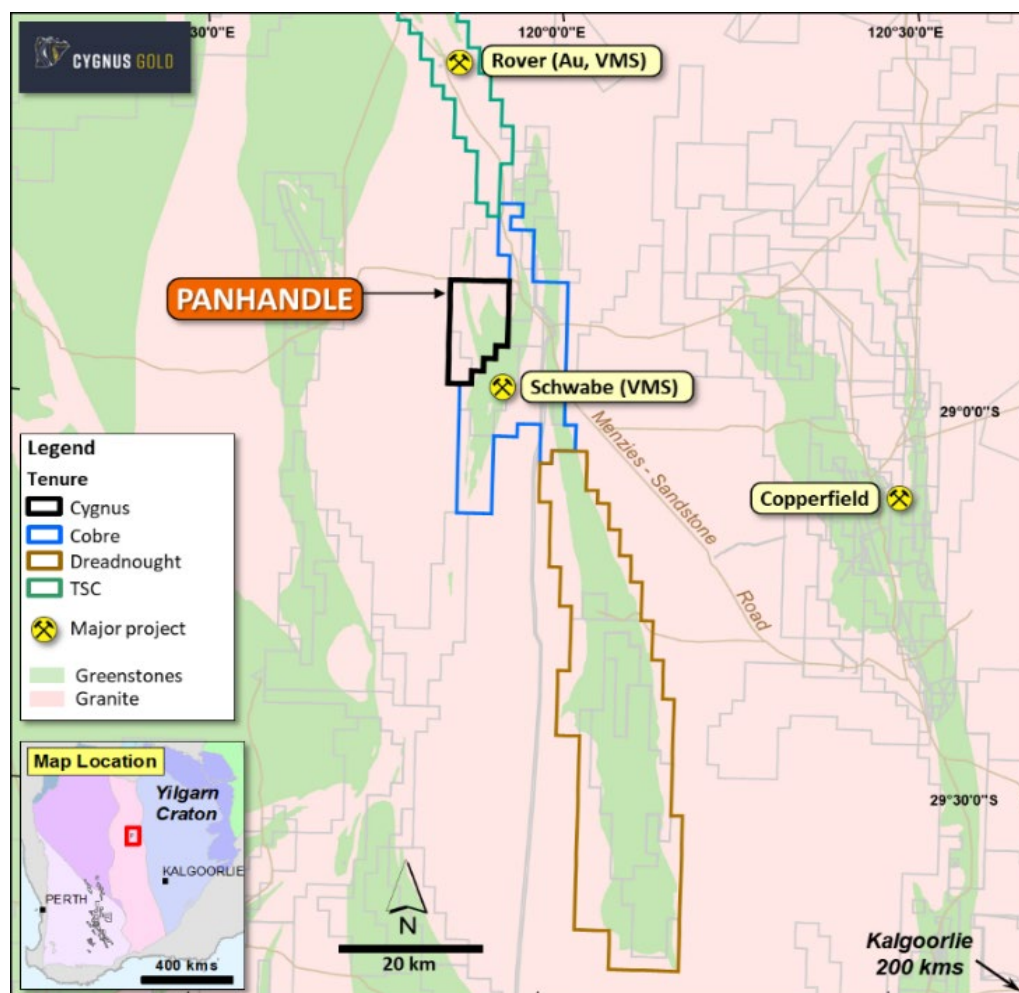 CYGNUS GOLD
30'E
120°0'0"E
120°30'0"E
Rover (Au, VMS)
PANHANDLE
Schwabe (VMS)
29°0'0"S
Menzies - Sandstone
Road
Copperfield
Legend
Tenure
Cygnus
Cobre
Dreadnought
TSC
Major project
Greenstones
Granite
29°30'0"S
Map Location
Yilgarn
Craton
KALGOORLIE
PERTH
400 kms
N
20 km
Kalgoorlie
200 kms